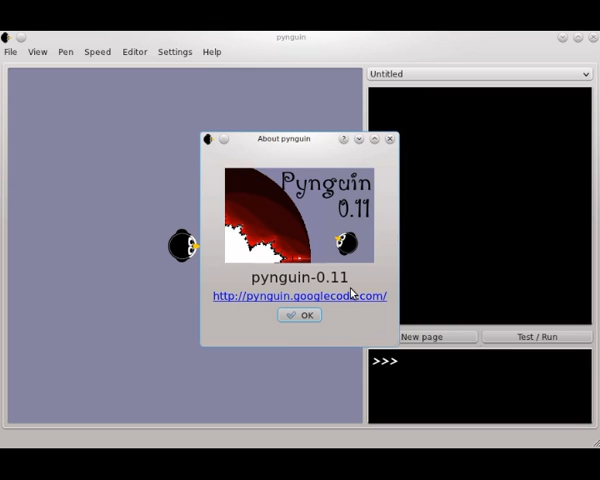 pynguin
File View Pen Speed Editor Settings Help
Untitled
About pynguin
Pynguin
0.11
pynguin-0.11
http://pynguin.googlecode.com/
OK
New page
Test / Run
>>>